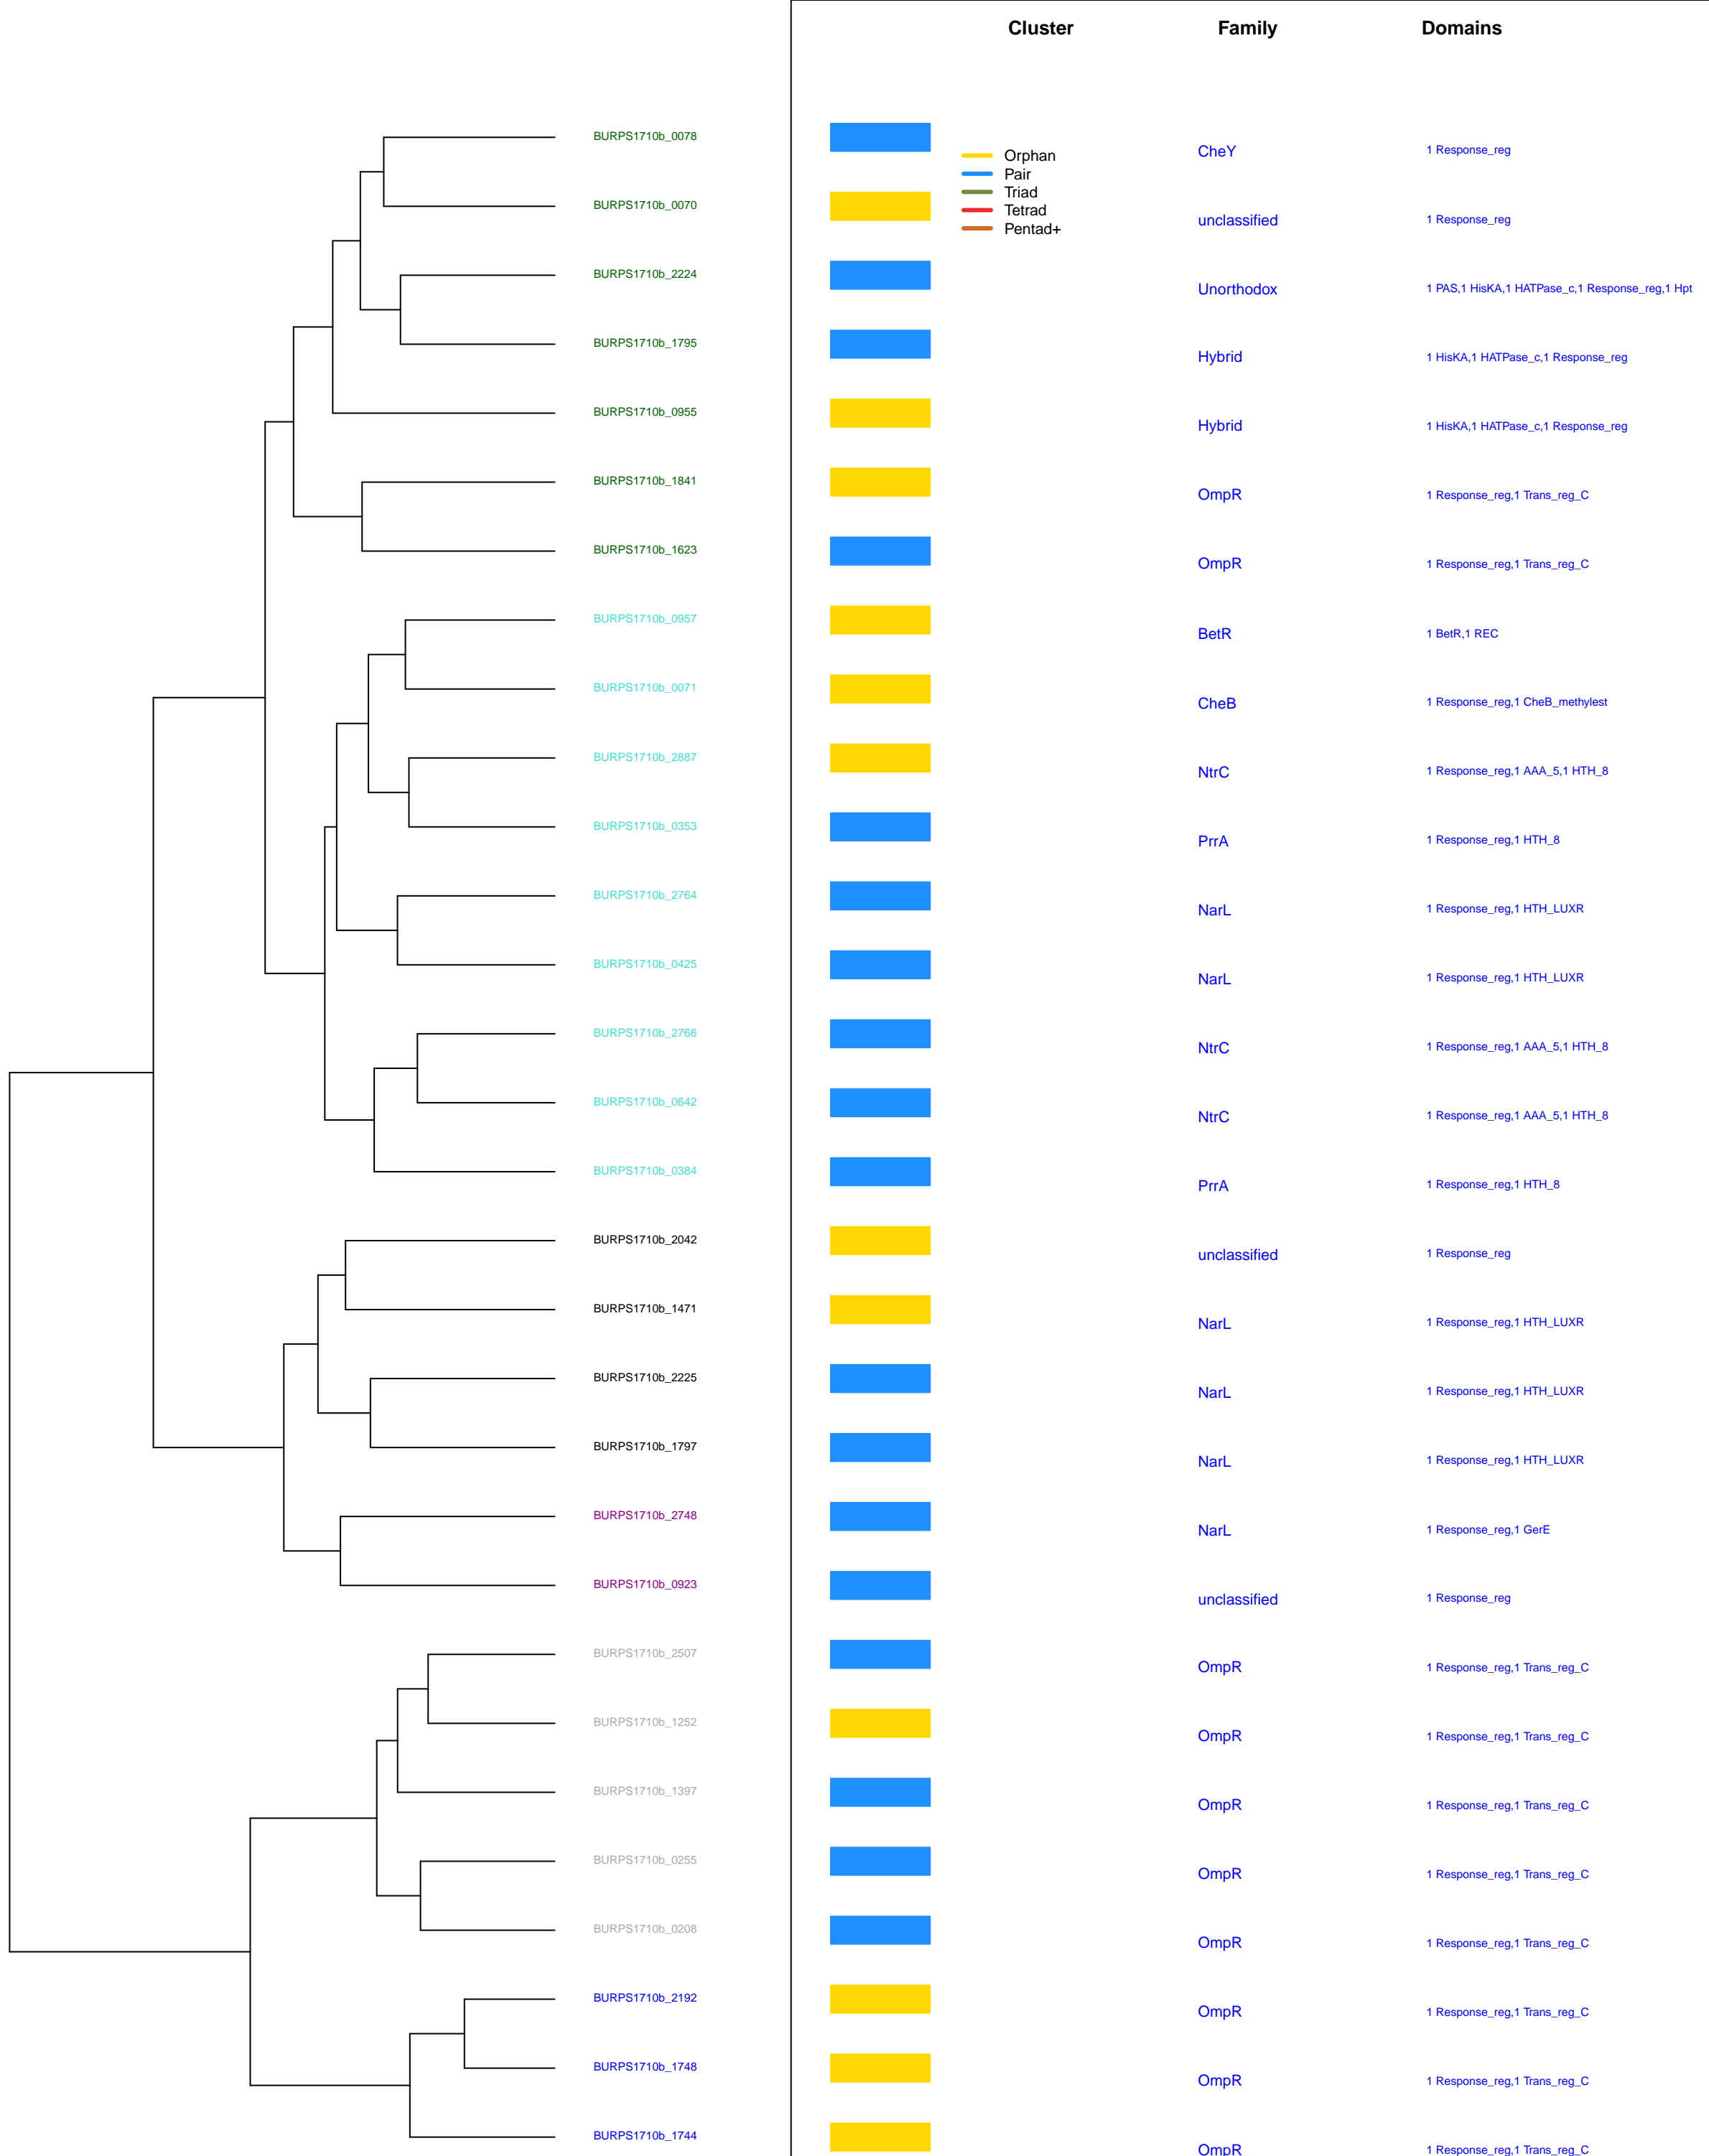 Cluster Family Domains
BURPS1710b_0078 CheY 1 Response_reg
Orphan
Pair
Triad
Tetrad
Pentad+
BURPS1710b_0070 unclassified 1 Response_reg
BURPS1710b_2224 Unorthodox 1 PAS,1 HisKA,1 HATPase_c,1 Response_reg,1 Hpt
BURPS1710b_1795 Hybrid 1 HisKA,1 HATPase_c,1 Response_reg
BURPS1710b_0955 Hybrid 1 HisKA,1 HATPase_c,1 Response_reg
BURPS1710b_1841 OmpR 1 Response_reg,1 Trans_reg_C
BURPS1710b_1623 OmpR 1 Response_reg,1 Trans_reg_C
BURPS1710b_0957 BetR 1 BetR,1 REC
BURPS1710b_0071 CheB 1 Response_reg,1 CheB_methylest
BURPS1710b_2887 NtrC 1 Response_reg,1 AAA_5,1 HTH_8
BURPS1710b_0353 PrrA 1 Response_reg,1 HTH_8
BURPS1710b_2764 NarL 1 Response_reg,1 HTH_LUXR
BURPS1710b_0425 NarL 1 Response_reg,1 HTH_LUXR
BURPS1710b_2766 NtrC 1 Response_reg,1 AAA_5,1 HTH_8
BURPS1710b_0642 NtrC 1 Response_reg,1 AAA_5,1 HTH_8
BURPS1710b_0384 PrrA 1 Response_reg,1 HTH_8
BURPS1710b_2042 unclassified 1 Response_reg
BURPS1710b_1471 NarL 1 Response_reg,1 HTH_LUXR
BURPS1710b_2225 NarL 1 Response_reg,1 HTH_LUXR
BURPS1710b_1797 NarL 1 Response_reg,1 HTH_LUXR
BURPS1710b_2748 NarL 1 Response_reg,1 GerE
BURPS1710b_0923 unclassified 1 Response_reg
BURPS1710b_2507 OmpR 1 Response_reg,1 Trans_reg_C
BURPS1710b_1252 OmpR 1 Response_reg,1 Trans_reg_C
BURPS1710b_1397 OmpR 1 Response_reg,1 Trans_reg_C
BURPS1710b_0255 OmpR 1 Response_reg,1 Trans_reg_C
BURPS1710b_0208 OmpR 1 Response_reg,1 Trans_reg_C
BURPS1710b_2192 OmpR 1 Response_reg,1 Trans_reg_C
BURPS1710b_1748 OmpR 1 Response_reg,1 Trans_reg_C
BURPS1710b_1744 OmpR 1 Response_reg,1 Trans_reg_C